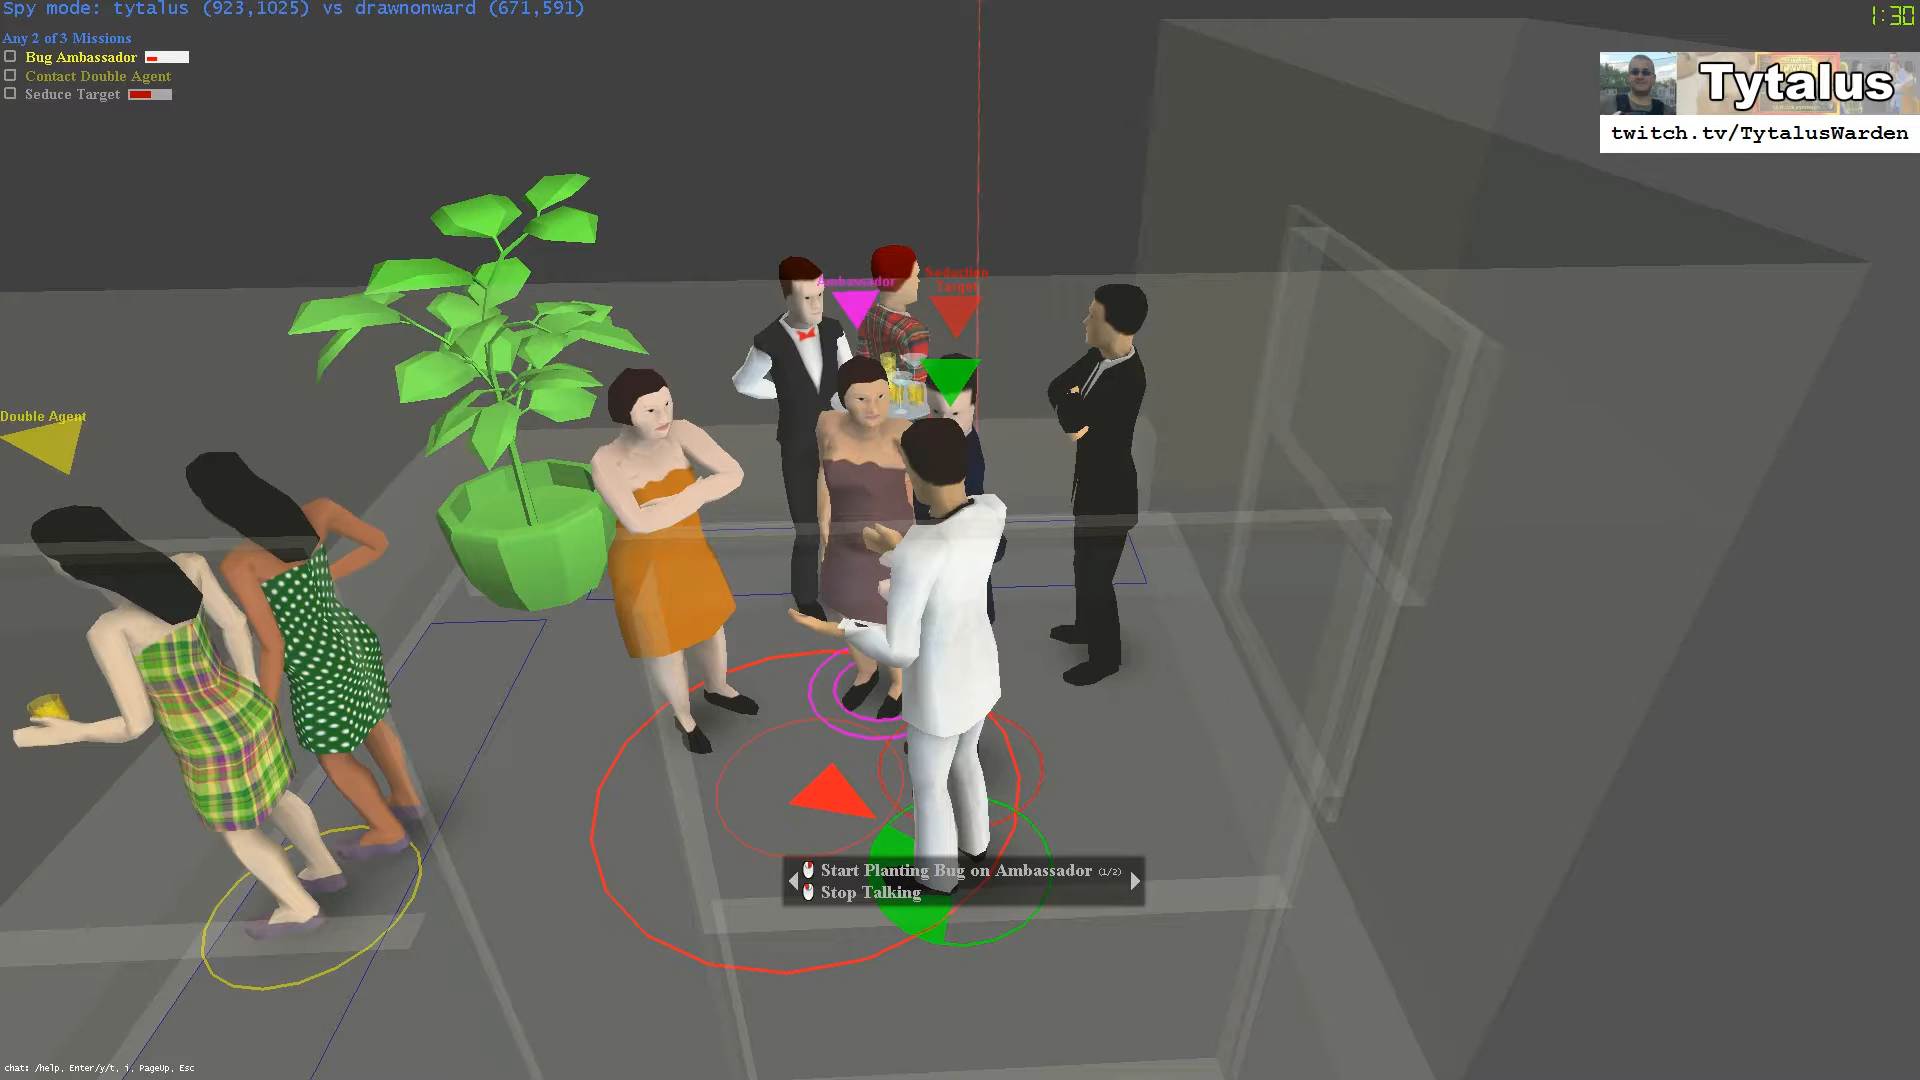 Spy mode: tytalus (923,1025) vs drawnonward (671,591)
1:30
Any 2 of 3 Missions
Bug Ambassador
Contact Double Agent
Seduce Target
Tytalus
twitch.tv/TytalusWarden
Ambassador
Seduction
Target
Double Agent
Start Planting Bug on Ambassador (1/2)
Stop Talking
chat: /help, Enter/y/t, j, PageUp, Esc